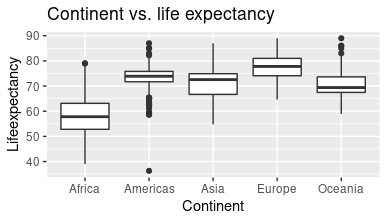 Continent vs. life expectancy
Lifeexpectancy
90
80
70
60
50
40
Africa Americas Asia Europe Oceania
Continent